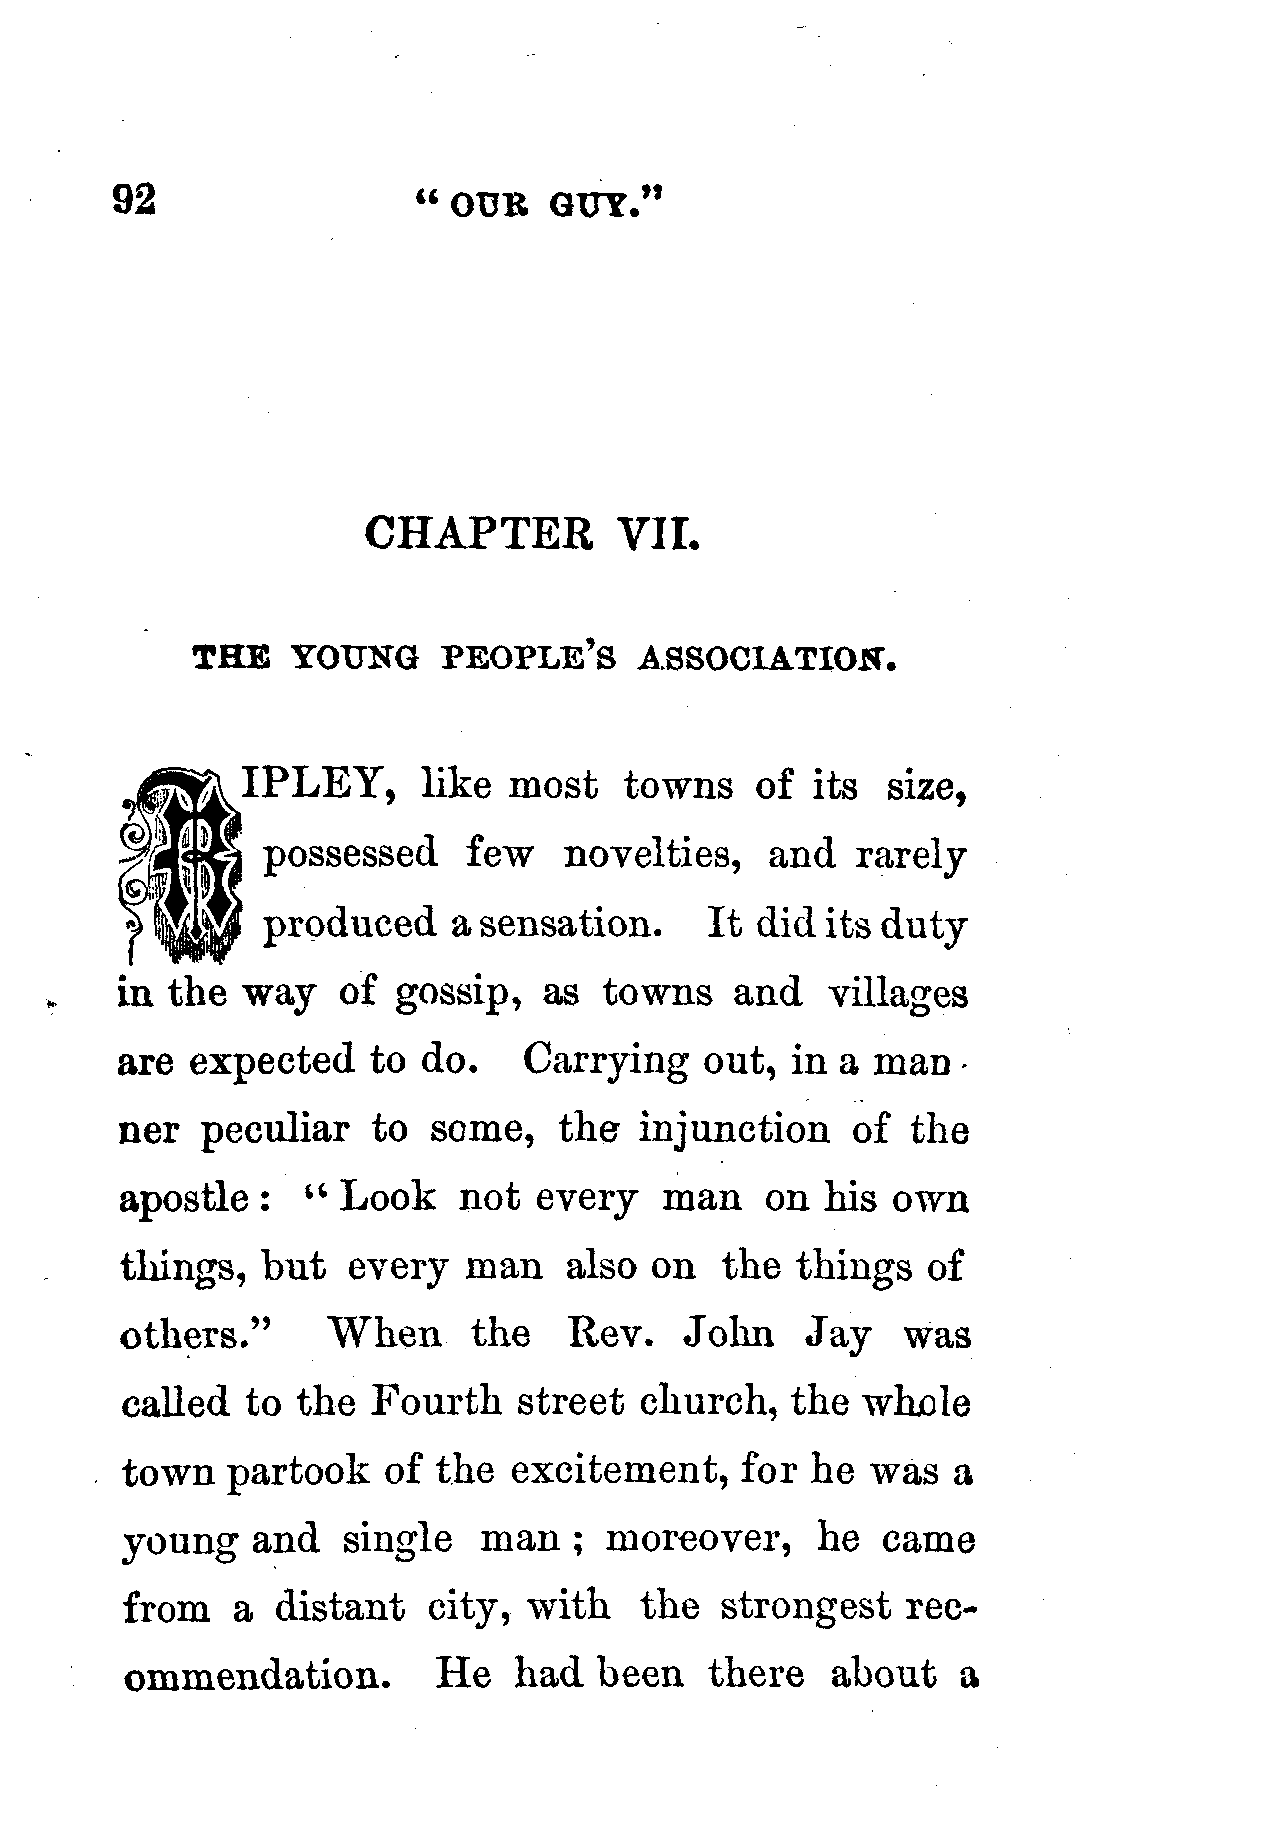 92 " OUR GUY."
CHAPTER VII.
THE YOUNG PEOPLE'S ASSOCIATION.
RIPLEY, like most towns of its size,
possessed few novelties, and rarely
produced a sensation. It did its duty
in the way of gossip, as towns and villages
are expected to do. Carrying out, in a man-
ner peculiar to some, the injunction of the
apostle : " Look not every man on his own
things, but every man also on the things of
others." When the Rev. John Jay was
called to the Fourth street church, the whole
town partook of the excitement, for he was a
young and single man ; moreover, he came
from a distant city, with the strongest rec-
ommendation. He had been there about a